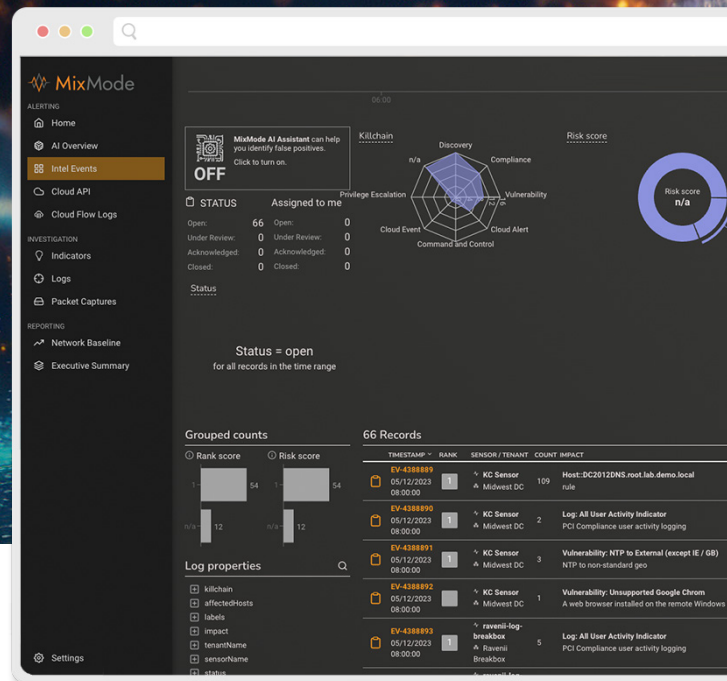 MixMode
ALERTING
Home
AI Overview
Intel Events
Cloud API
Cloud Flow Logs
INVESTIGATION
Indicators
Logs
Packet Captures
REPORTING
Network Baseline
Executive Summary
Settings
06:00
MixMode AI Assistant can help
you identify false positives.
Click to turn on.
OFF
STATUS Assigned to me
Open: 66 Open: 0
Under Review: 0 Under Review: 0
Acknowledged: 0 Acknowledged: 0
Closed: 0 Closed: 0
Status
Status = open
for all records in the time range
Killchain
Discovery
n/a
Compliance
Privilege Escalation
Vulnerability
Cloud Event
Cloud Alert
Command and Control
Risk score
Risk score
n/a
Grouped counts
Rank score Risk score
1 54 1 54
n/a 12 n/a 12
Log properties
killchain
affectedHosts
labels
impact
tenantName
sensorName
status
66 Records
TIMESTAMP RANK SENSOR / TENANT COUNT IMPACT
EV-4388889
05/12/2023
08:00:00
1
KC Sensor
Midwest DC
109
Host::DC2012DNS.root.lab.demo.local
rule
EV-4388890
05/12/2023
08:00:00
1
KC Sensor
Midwest DC
2
Log: All User Activity Indicator
PCI Compliance user activity logging
EV-4388891
05/12/2023
08:00:00
1
KC Sensor
Midwest DC
3
Vulnerability: NTP to External (except IE / GB)
NTP to non-standard geo
EV-4388892
05/12/2023
08:00:00
KC Sensor
Midwest DC
1
Vulnerability: Unsupported Google Chrom
A web browser installed on the remote Windows
EV-4388893
05/12/2023
08:00:00
1
ravenii-log-
breakbox
Ravenii
Breakbox
5
Log: All User Activity Indicator
PCI Compliance user activity logging